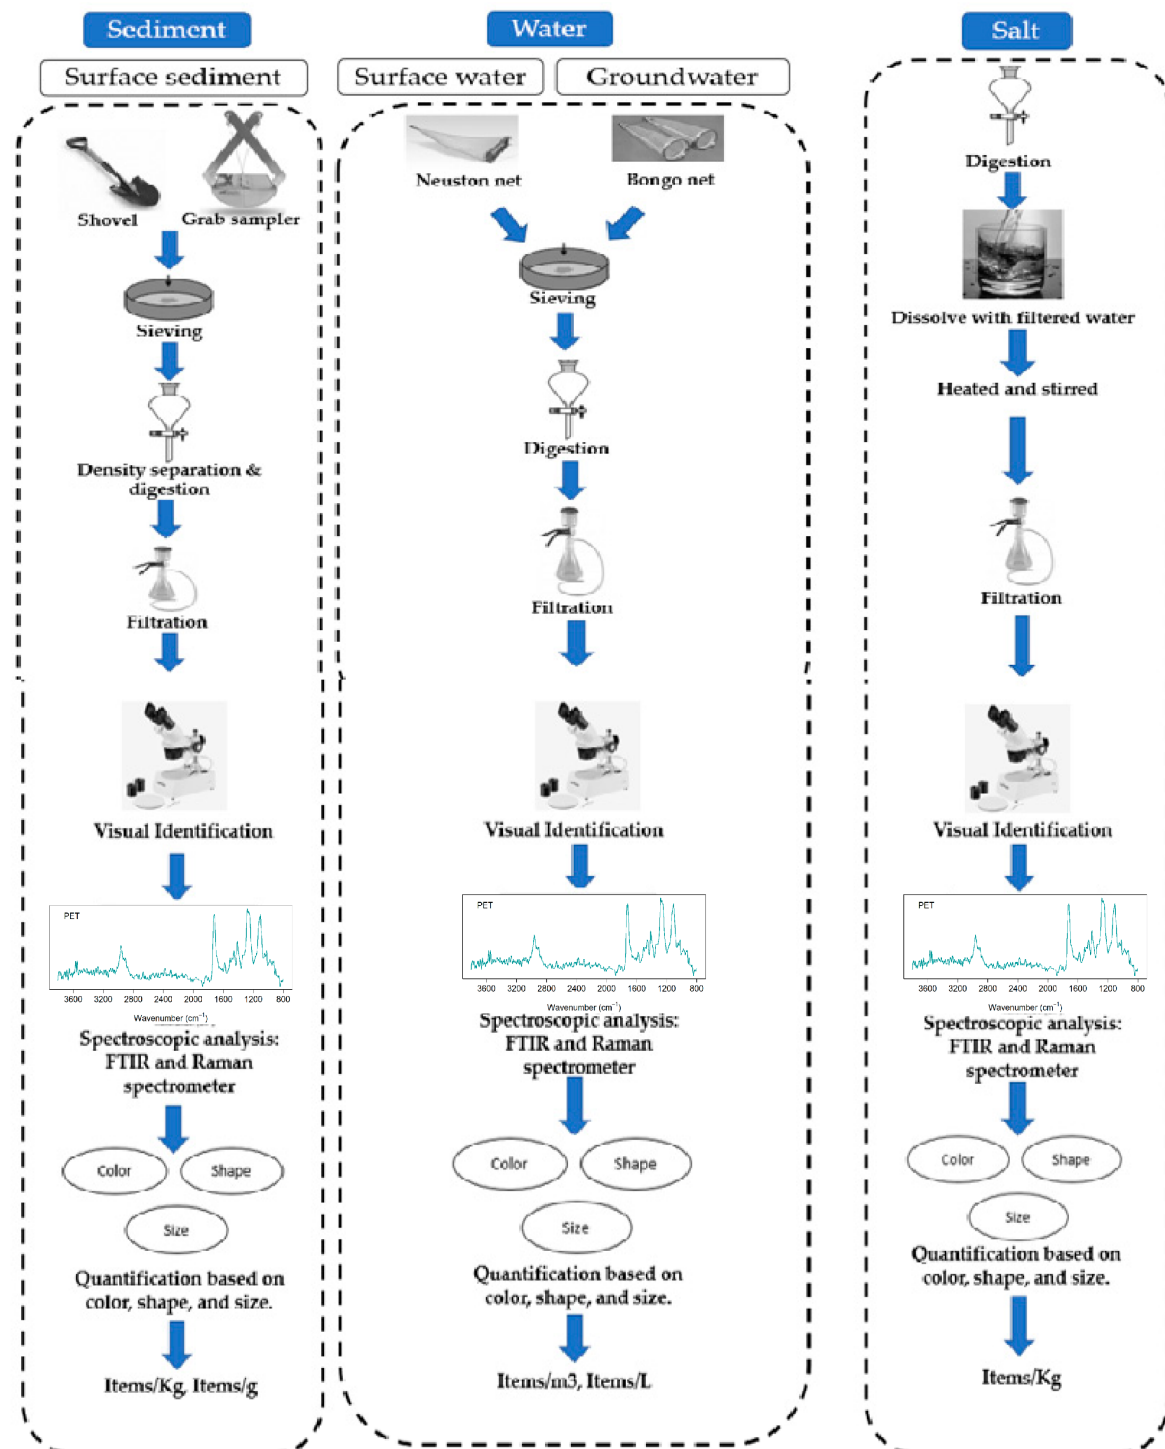 Sediment
Surface sediment
Shovel
Grab sampler
Sieving
Density separation &
digestion
Filtration
Visual Identification
PET
3600 3200 2800 2400 2000 1600 1200 800
Wavenumber (cm⁻¹)
Spectroscopic analysis:
FTIR and Raman
spectrometer
Color
Shape
Size
Quantification based on
color, shape, and size.
Items/Kg, Items/g
Water
Surface water
Groundwater
Neuston net
Bongo net
Sieving
Digestion
Filtration
Visual Identification
PET
3600 3200 2800 2400 2000 1600 1200 800
Wavenumber (cm⁻¹)
Spectroscopic analysis:
FTIR and Raman
spectrometer
Color
Shape
Size
Quantification based on
color, shape, and size.
Items/m3, Items/L
Salt
Digestion
Dissolve with filtered water
Heated and stirred
Filtration
Visual Identification
PET
3600 3200 2800 2400 2000 1600 1200 800
Wavenumber (cm⁻¹)
Spectroscopic analysis:
FTIR and Raman
spectrometer
Color
Shape
Size
Quantification based on
color, shape, and size.
Items/Kg